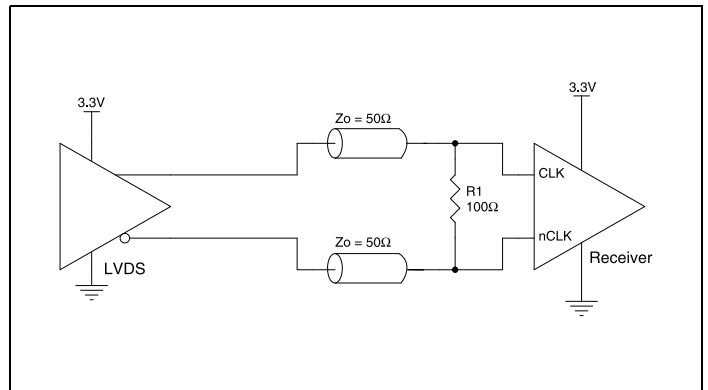 3.3V
3.3V
Zo = 50Ω
CLK
R1
100Ω
nCLK
Zo = 50Ω
LVDS
Receiver